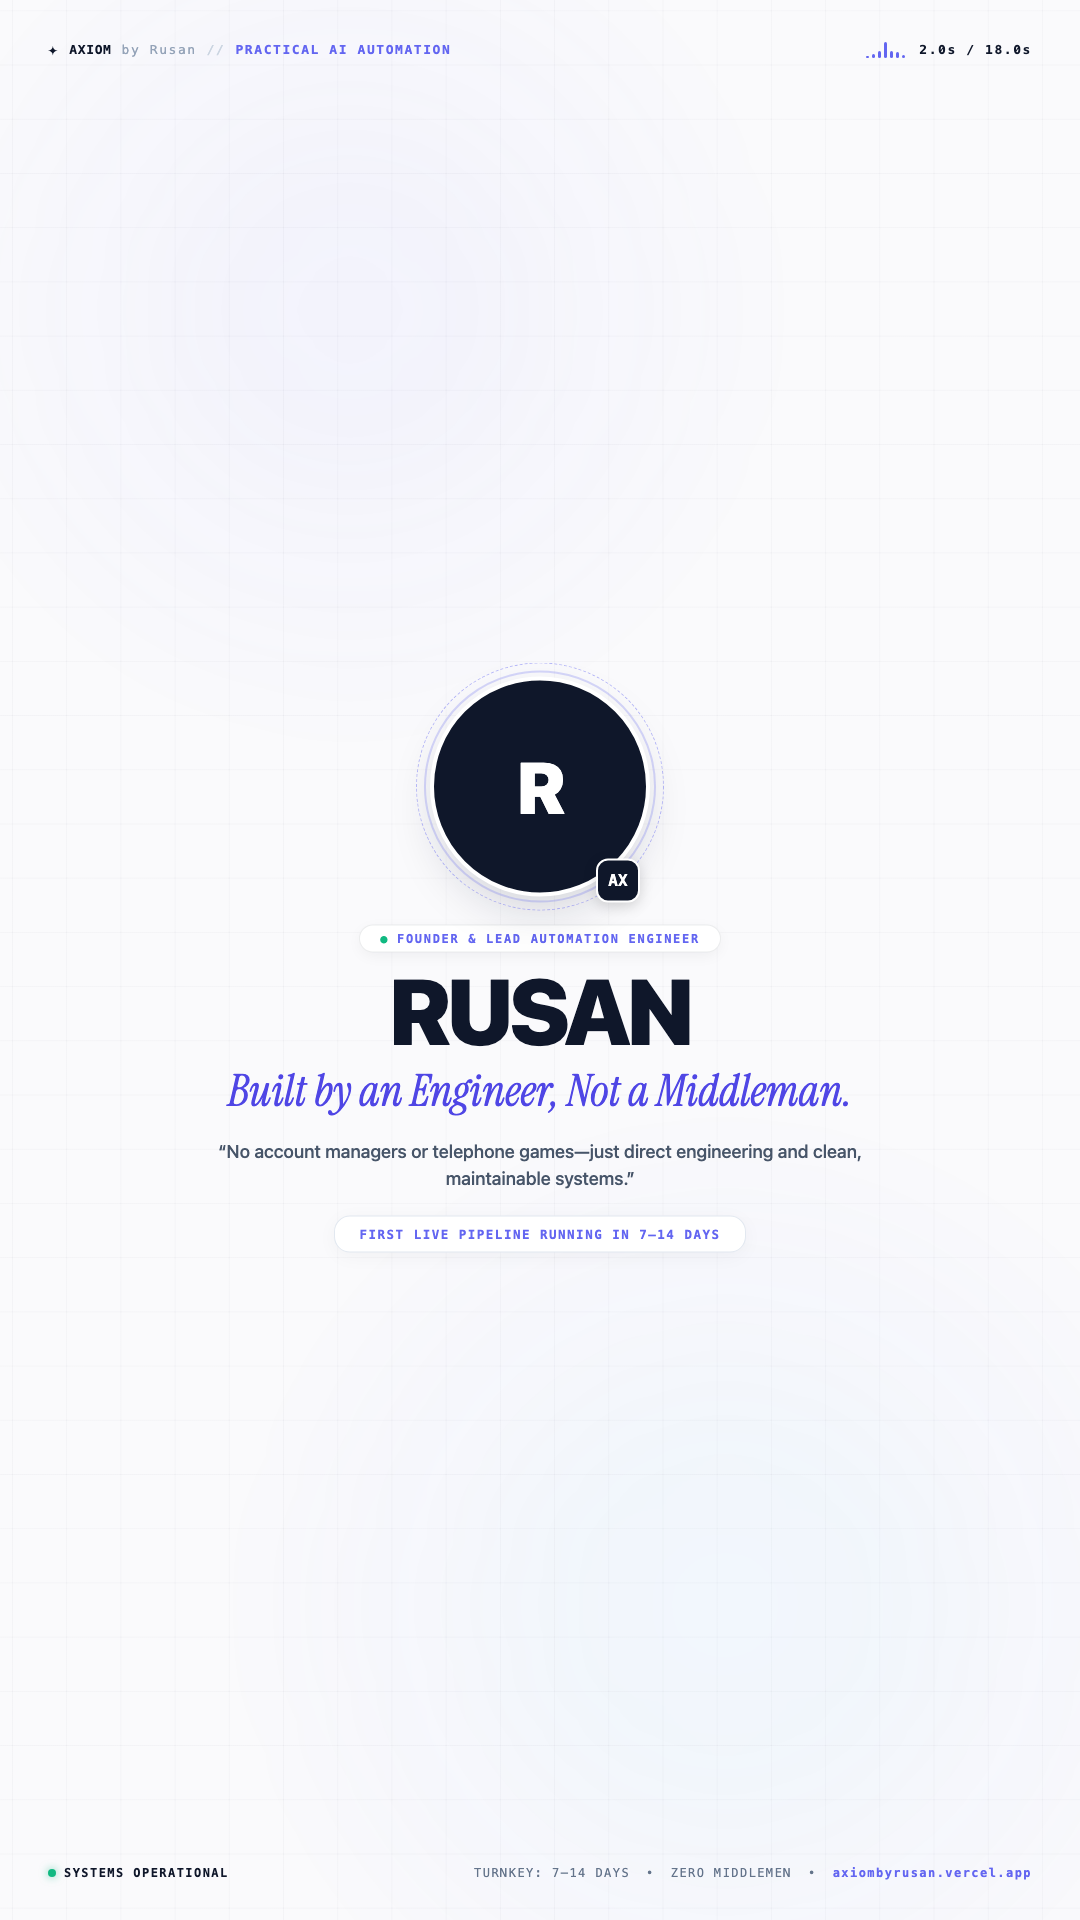 ✦ AXIOM by Rusan // PRACTICAL AI AUTOMATION
2.0s / 18.0s
R
AX
FOUNDER & LEAD AUTOMATION ENGINEER
RUSAN
Built by an Engineer, Not a Middleman.
“No account managers or telephone games—just direct engineering and clean,
maintainable systems.”
FIRST LIVE PIPELINE RUNNING IN 7–14 DAYS
SYSTEMS OPERATIONAL
TURNKEY: 7–14 DAYS • ZERO MIDDLEMEN • axiombyrusan.vercel.app